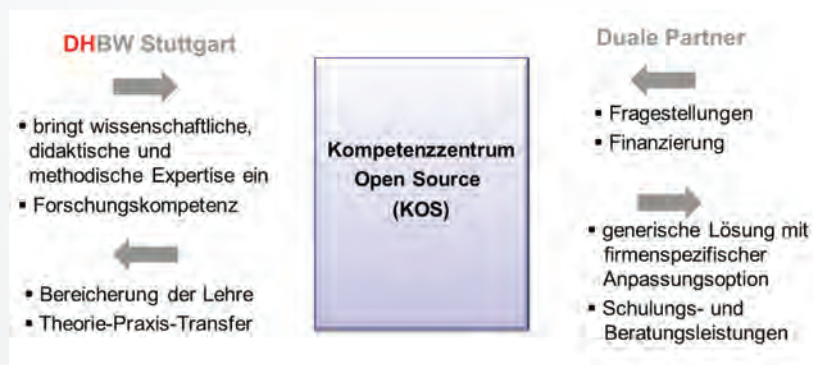 DHBW Stuttgart
▪ bringt wissenschaftliche,
didaktische und
methodische Expertise ein
▪ Forschungskompetenz
▪ Bereicherung der Lehre
▪ Theorie-Praxis-Transfer
Kompetenzzentrum
Open Source
(KOS)
Duale Partner
▪ Fragestellungen
▪ Finanzierung
▪ generische Lösung mit
firmenspezifischer
Anpassungsoption
▪ Schulungs- und
Beratungsleistungen